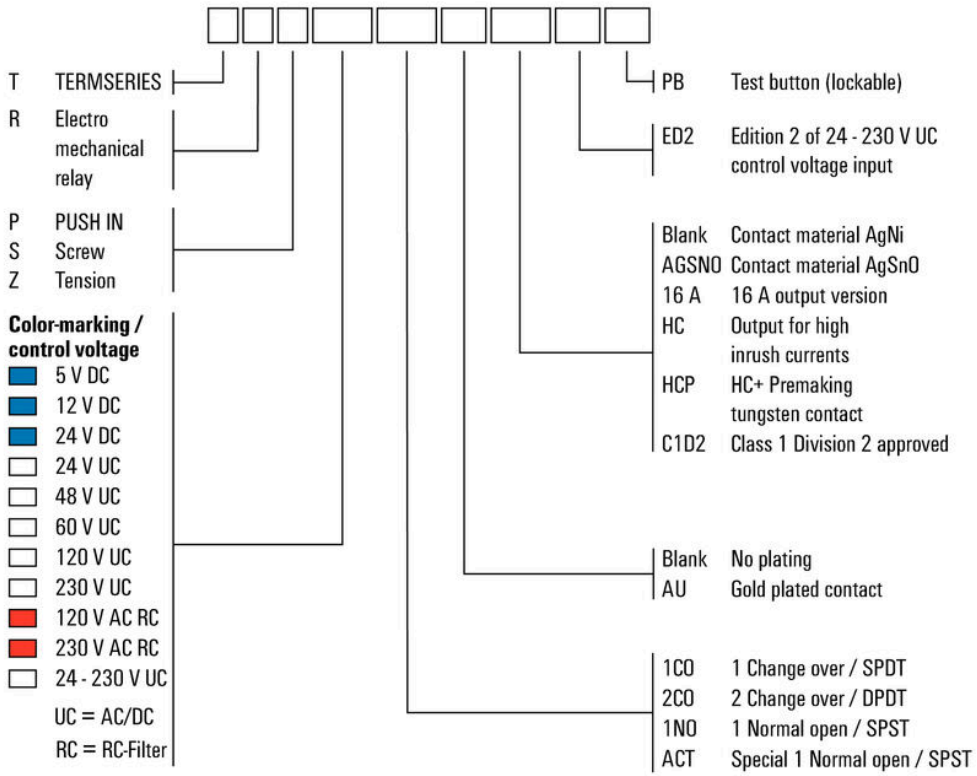 T TERMSERIES
R Electro
mechanical
relay
P PUSH IN
S Screw
Z Tension
Color-marking /
control voltage
5 V DC
12 V DC
24 V DC
24 V UC
48 V UC
60 V UC
120 V UC
230 V UC
120 V AC RC
230 V AC RC
24 - 230 V UC
UC = AC/DC
RC = RC-Filter
PB Test button (lockable)
ED2 Edition 2 of 24 - 230 V UC
control voltage input
Blank Contact material AgNi
AGSNO Contact material AgSnO
16 A 16 A output version
HC Output for high
inrush currents
HCP HC+ Premaking
tungsten contact
C1D2 Class 1 Division 2 approved
Blank No plating
AU Gold plated contact
1CO 1 Change over / SPDT
2CO 2 Change over / DPDT
1NO 1 Normal open / SPST
ACT Special 1 Normal open / SPST